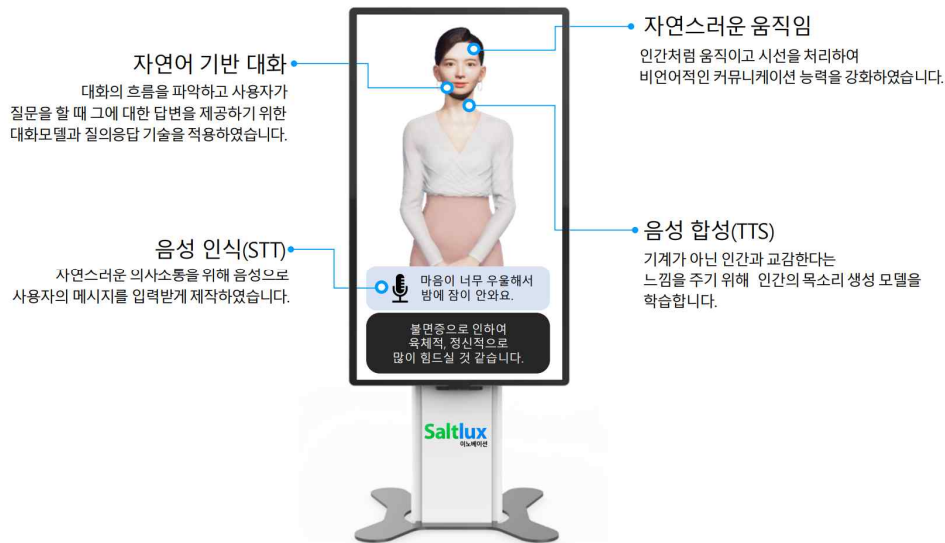 자연어 기반 대화
대화의 흐름을 파악하고 사용자가
질문을 할 때 그에 대한 답변을 제공하기 위한
대화모델과 질의응답 기술을 적용하였습니다.
자연스러운 움직임
인간처럼 움직이고 시선을 처리하여
비언어적인 커뮤니케이션 능력을 강화하였습니다.
음성 인식(STT)
자연스러운 의사소통을 위해 음성으로
사용자의 메시지를 입력받게 제작하였습니다.
음성 합성(TTS)
기계가 아닌 인간과 교감한다는
느낌을 주기 위해 인간의 목소리 생성 모델을
학습합니다.
마음이 너무 우울해서
밤에 잠이 안와요.
불면증으로 인하여
육체적, 정신적으로
많이 힘드실 것 같습니다.
Saltlux
이노베이션